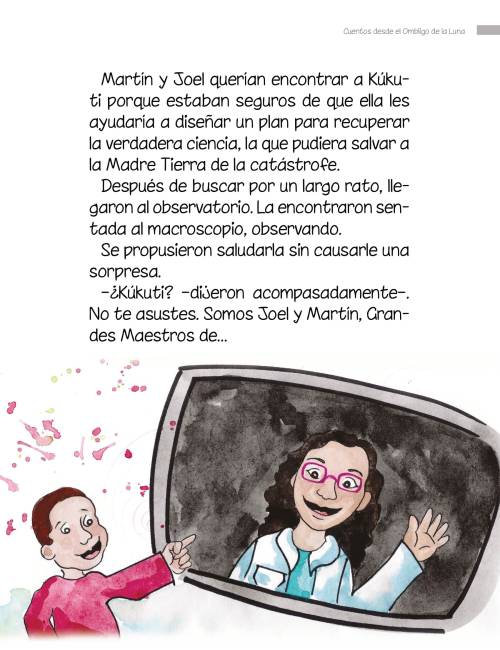 Cuentos desde el Ombligo de la Luna
Martín y Joel querían encontrar a Kúku-
ti porque estaban seguros de que ella les
ayudaría a diseñar un plan para recuperar
la verdadera ciencia, la que pudiera salvar a
la Madre Tierra de la catástrofe.
Después de buscar por un largo rato, lle-
garon al observatorio. La encontraron sen-
tada al macroscopio, observando.
Se propusieron saludarla sin causarle una
sorpresa.
–¿Kúkuti? –dijeron acompasadamente–.
No te asustes. Somos Joel y Martín, Gran-
des Maestros de...